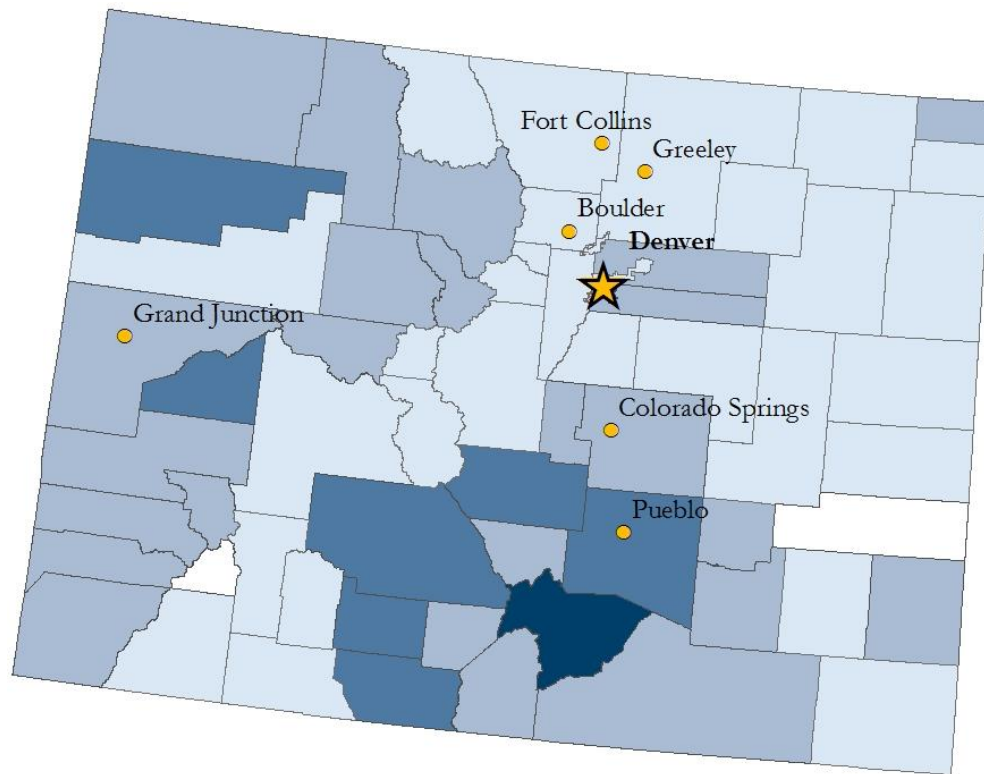 Fort Collins
Greeley
Boulder
Denver
Grand Junction
Colorado Springs
Pueblo